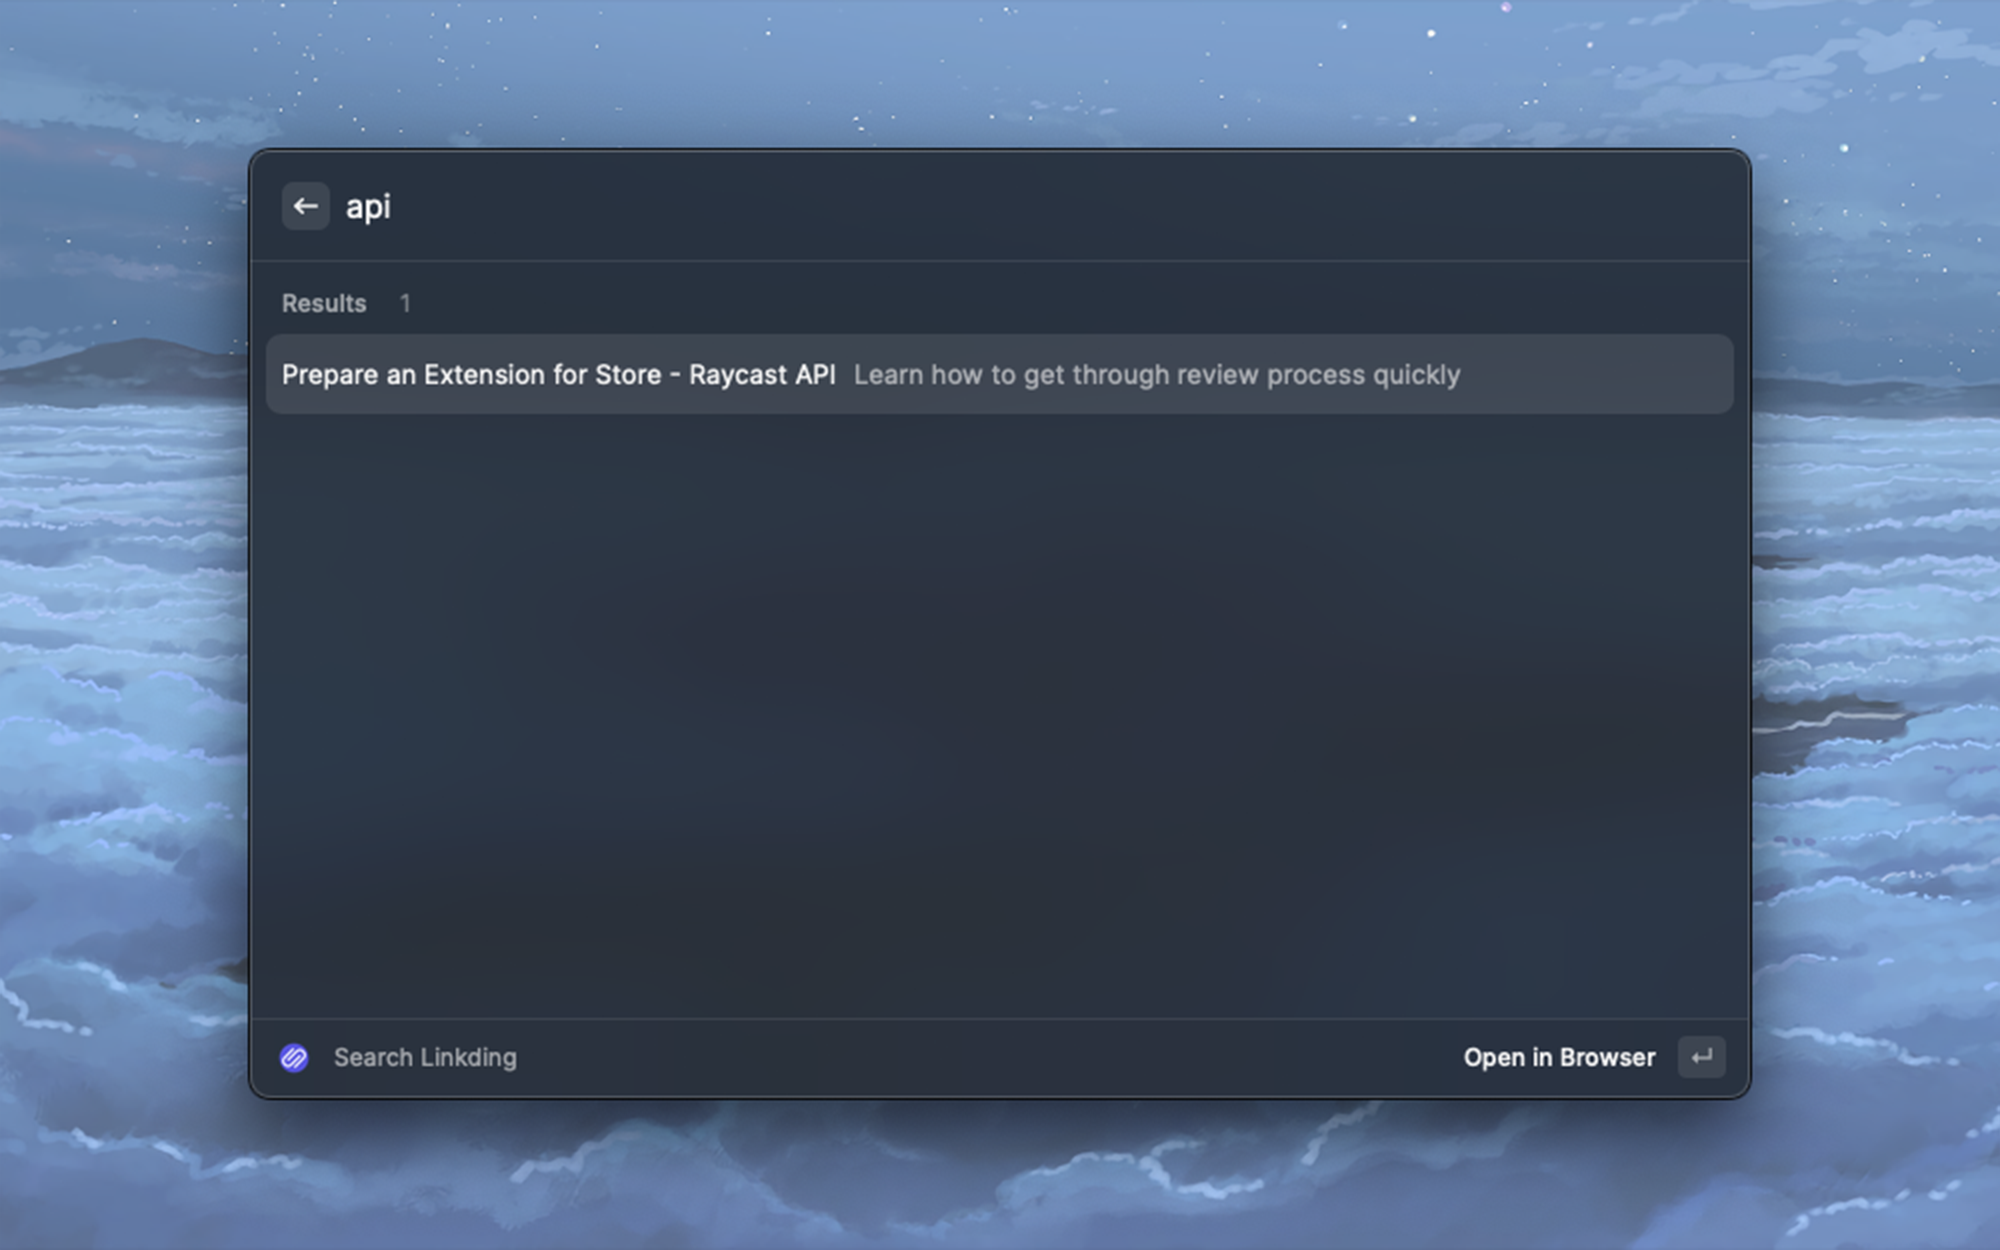 api
Results 1
Prepare an Extension for Store - Raycast API Learn how to get through review process quickly
Search Linkding
Open in Browser